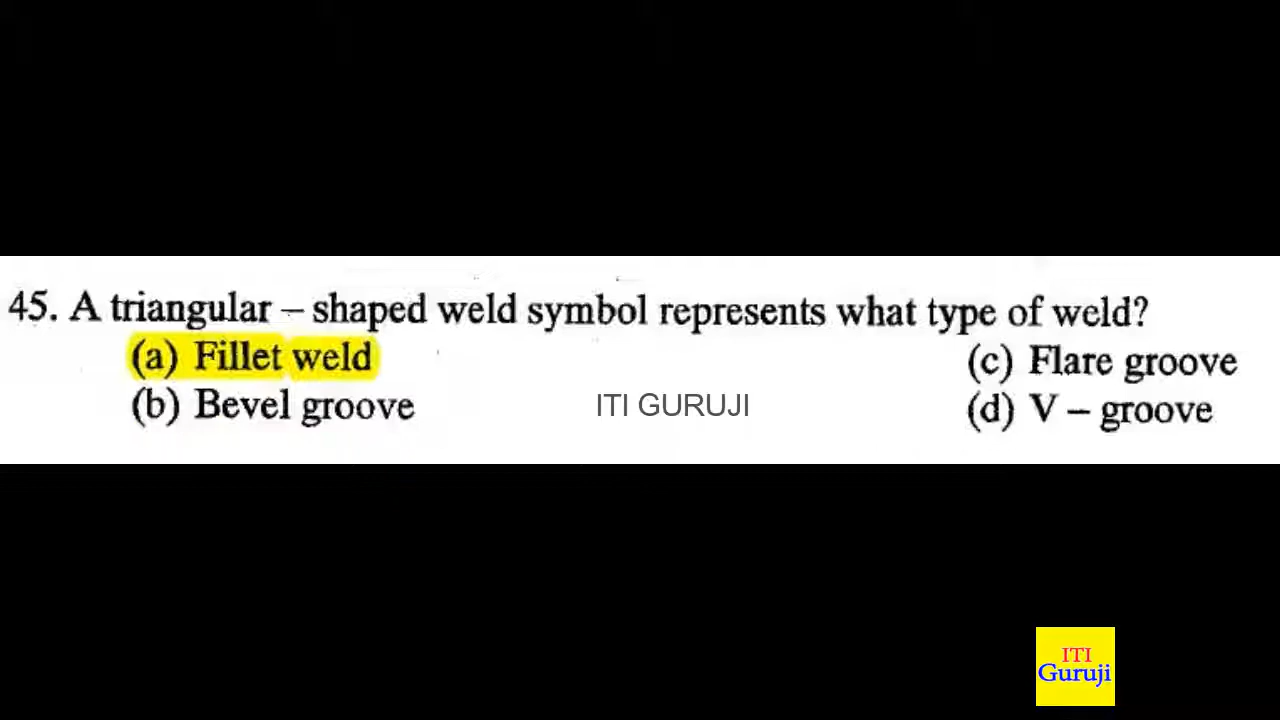 45. A triangular – shaped weld symbol represents what type of weld?
(a) Fillet weld
(c) Flare groove
(b) Bevel groove
ITI GURUJI
(d) V – groove
ITI
Guruji